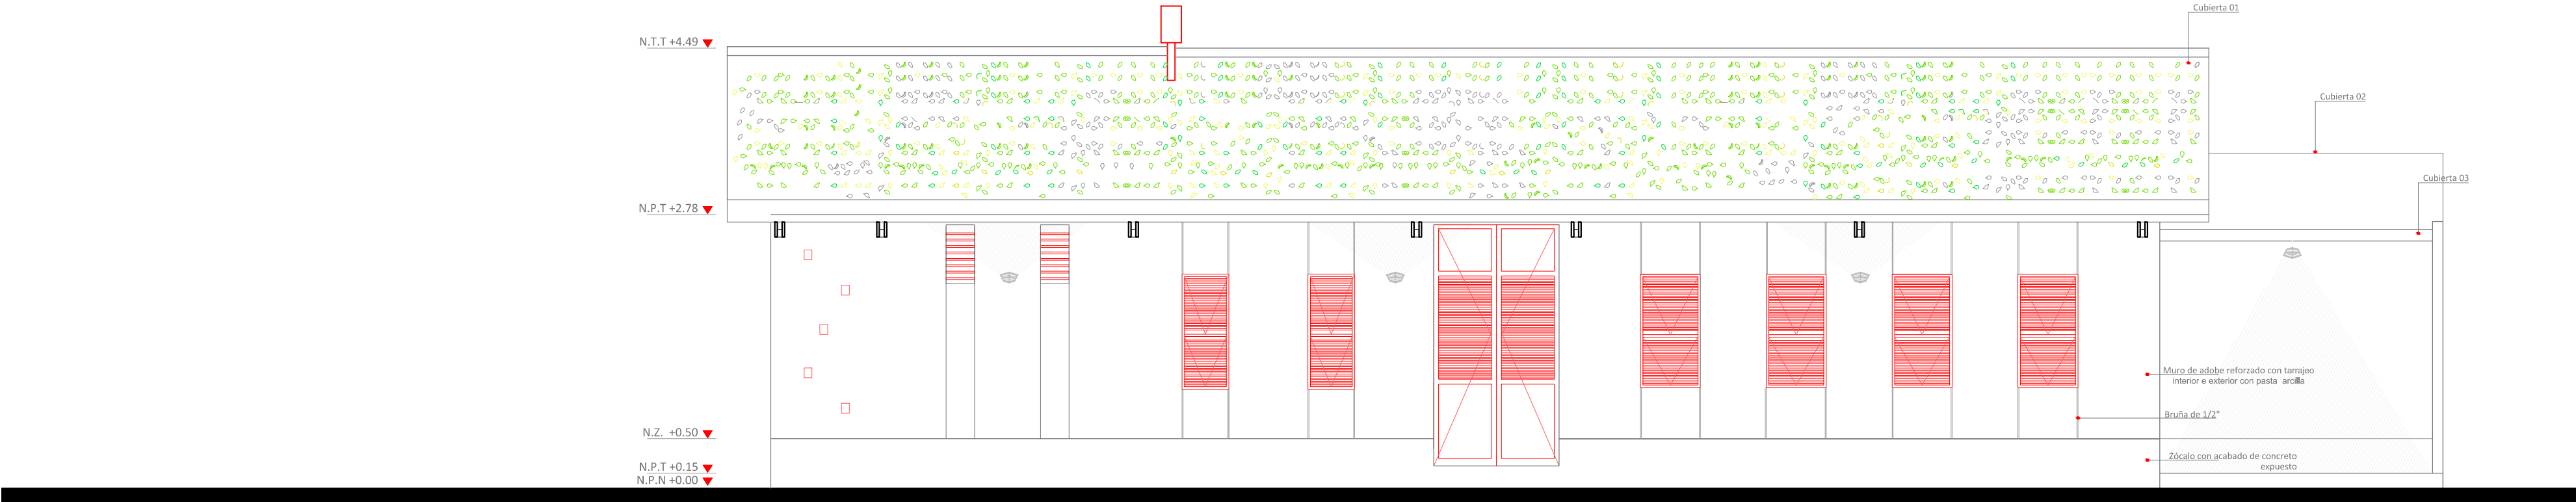 Cubierta 01
N.T.T +4.49
Cubierta 02
Cubierta 03
N.P.T +2.78
Muro de adobe reforzado con tarrajeo
interior e exterior con pasta arcilla
Bruña de 1/2"
N.Z. +0.50
Zócalo con acabado de concreto
expuesto
N.P.T +0.15
N.P.N +0.00